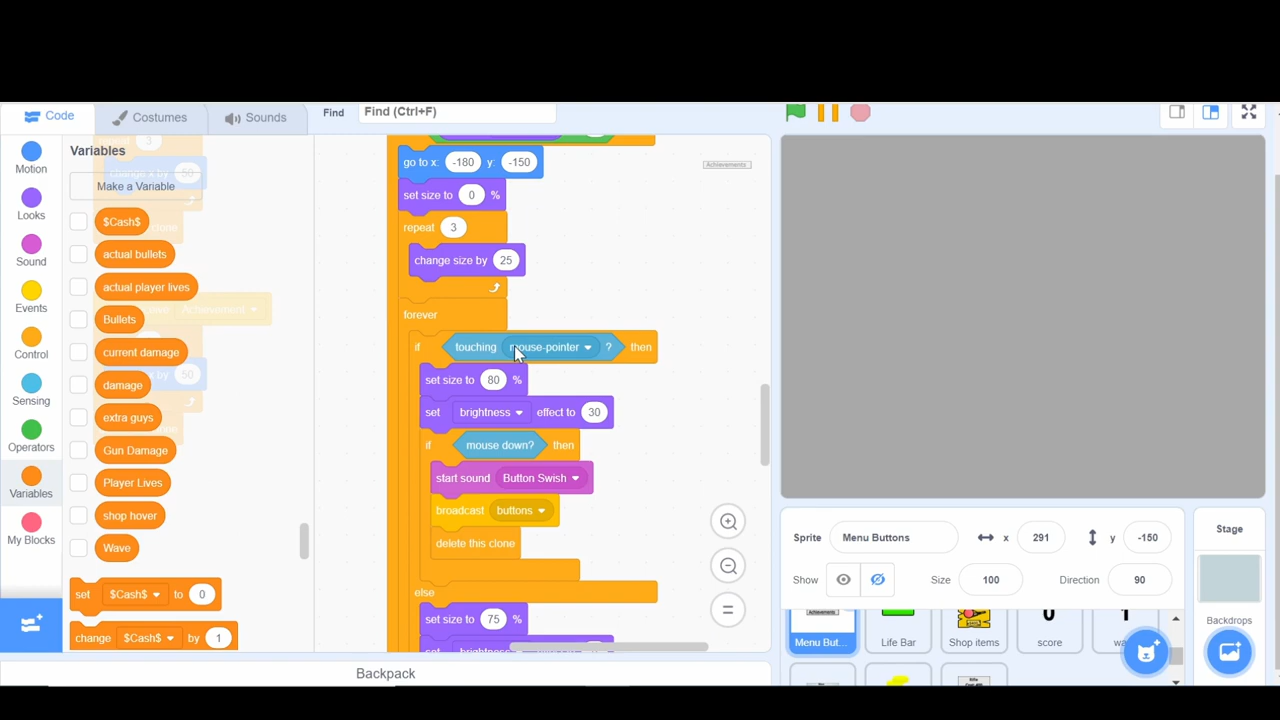 Code
Costumes
Sounds
Find
Find (Ctrl+F)
Motion
Looks
Sound
Events
Control
Sensing
Operators
Variables
My Blocks
Variables
Make a Variable
$Cash$
actual bullets
actual player lives
Bullets
current damage
damage
extra guys
Gun Damage
Player Lives
shop hover
Wave
set $Cash$ to 0
change $Cash$ by 1
go to x: -180 y: -150
set size to 0 %
repeat 3
change size by 25
forever
if touching mouse-pointer ? then
set size to 80 %
set brightness effect to 30
if mouse down? then
start sound Button Swish
broadcast buttons
delete this clone
else
set size to 75 %
Achievements
Backpack
Sprite Menu Buttons x 291 y -150
Show Size 100 Direction 90
Menu But...
Life Bar
Shop items
score
Stage
Backdrops